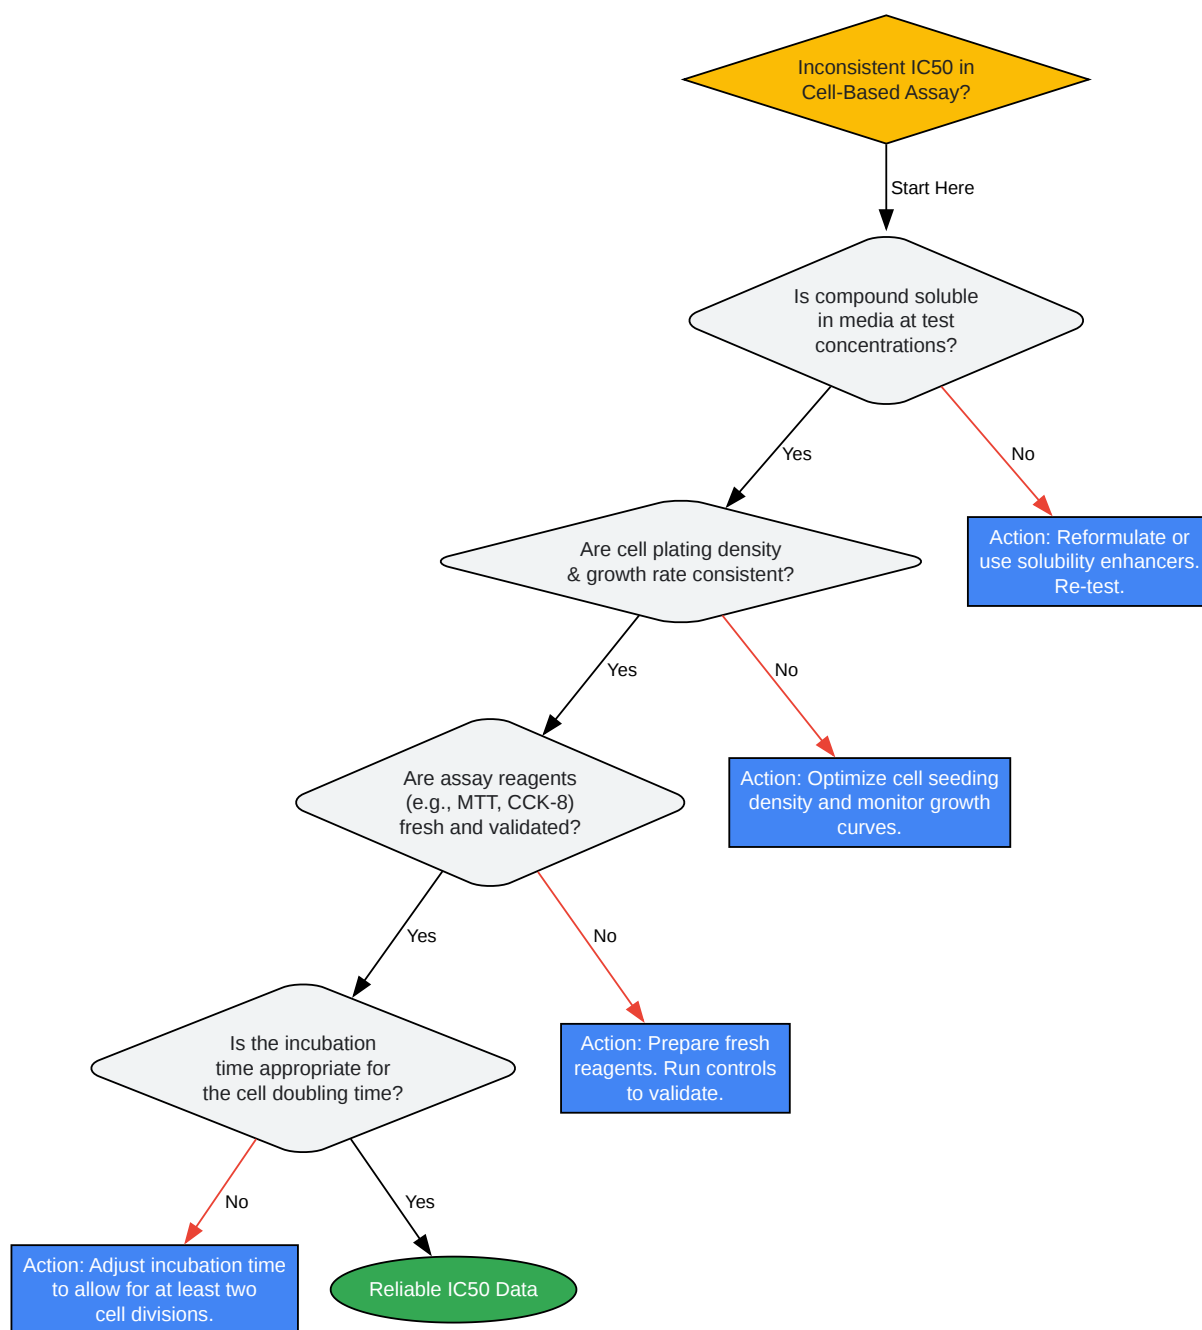 Inconsistent IC50 in
Cell-Based Assay?
Start Here
Is compound soluble
in media at test
concentrations?
Yes
No
Are cell plating density
& growth rate consistent?
Action: Reformulate or
use solubility enhancers.
Re-test.
Yes
No
Are assay reagents
(e.g., MTT, CCK-8)
fresh and validated?
Action: Optimize cell seeding
density and monitor growth
curves.
Yes
No
Is the incubation
time appropriate for
the cell doubling time?
Action: Prepare fresh
reagents. Run controls
to validate.
No
Yes
Action: Adjust incubation time
to allow for at least two
cell divisions.
Reliable IC50 Data